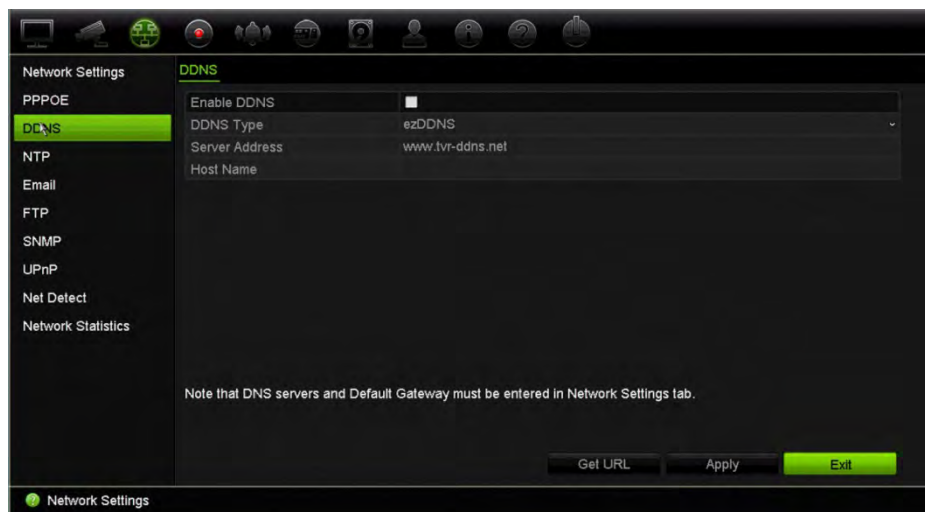 Network Settings
PPPOE
DDNS
NTP
Email
FTP
SNMP
UPnP
Net Detect
Network Statistics
DDNS
Enable DDNS
DDNS Type ezDDNS
Server Address www.tvr-ddns.net
Host Name
Note that DNS servers and Default Gateway must be entered in Network Settings tab.
Get URL Apply Exit
Network Settings